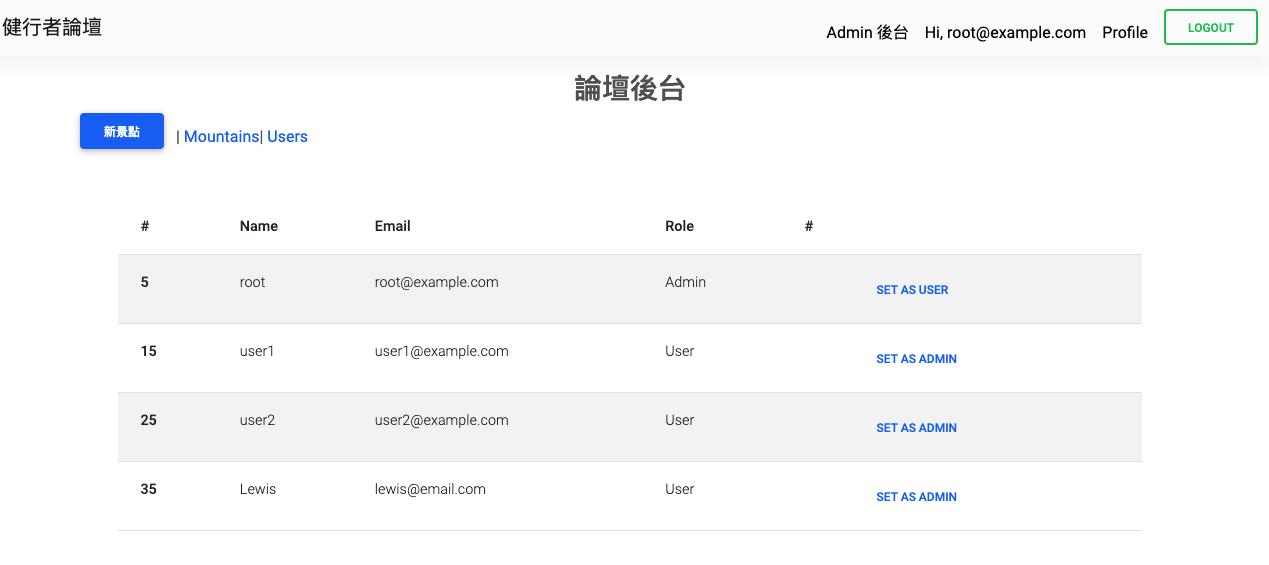 健行者論壇
Admin 後台 Hi, root@example.com Profile LOGOUT
論壇後台
新景點 | Mountains| Users
# Name Email Role #
5 root root@example.com Admin SET AS USER
15 user1 user1@example.com User SET AS ADMIN
25 user2 user2@example.com User SET AS ADMIN
35 Lewis lewis@email.com User SET AS ADMIN